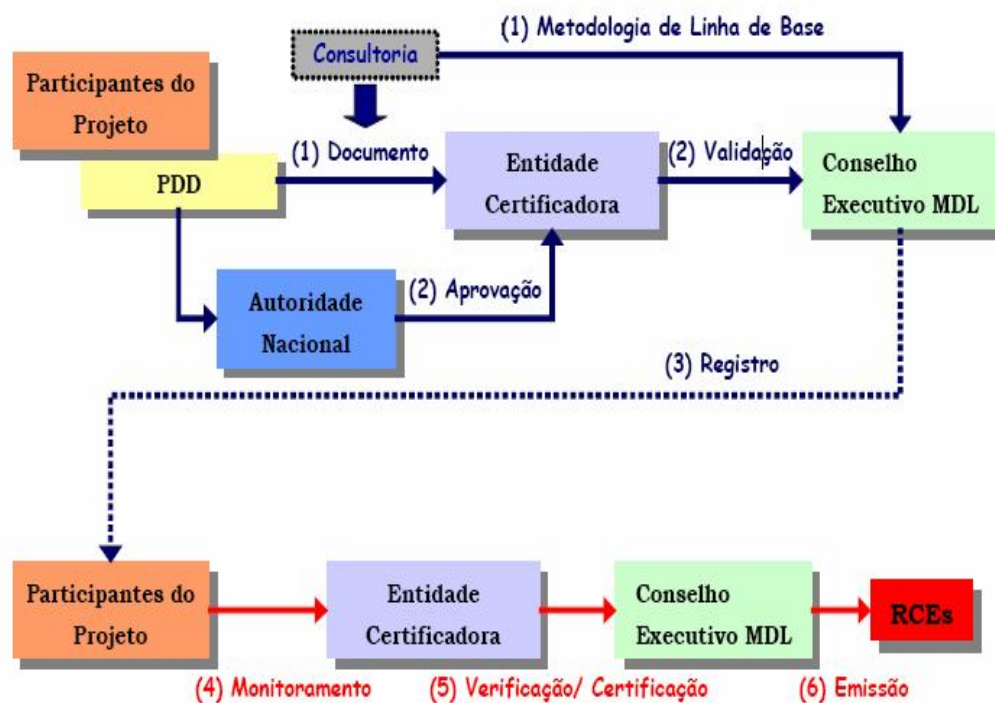 (1) Metodologia de Linha de Base
Consultoria
Participantes do
Projeto
(1) Documento
PDD
Entidade
Certificadora
(2) Validação
Conselho
Executivo MDL
Autoridade
Nacional
(2) Aprovação
(3) Registro
Participantes do
Projeto
Entidade
Certificadora
Conselho
Executivo MDL
RCEs
(4) Monitoramento
(5) Verificação/ Certificação
(6) Emissão